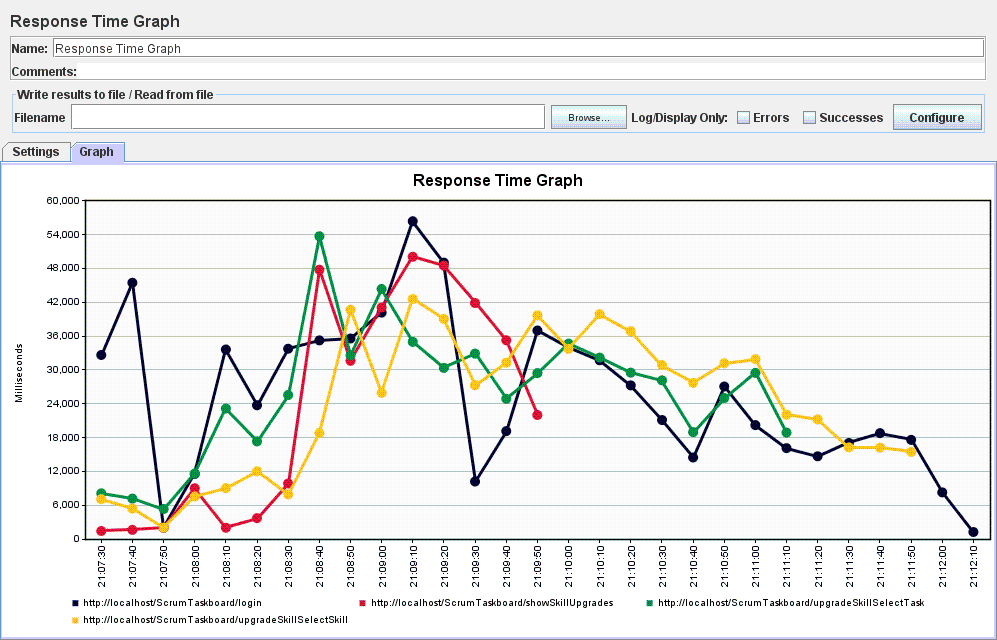 Response Time Graph
Name: Response Time Graph
Comments:
Write results to file / Read from file
Filename Browse... Log/Display Only: Errors Successes Configure
Settings Graph
Response Time Graph
60,000
54,000
48,000
42,000
36,000
30,000
24,000
18,000
12,000
6,000
0
Milliseconds
21:07:30 21:07:40 21:07:50 21:08:00 21:08:10 21:08:20 21:08:30 21:08:40 21:08:50 21:09:00 21:09:10 21:09:20 21:09:30 21:09:40 21:09:50 21:10:00 21:10:10 21:10:20 21:10:30 21:10:40 21:10:50 21:11:00 21:11:10 21:11:20 21:11:30 21:11:40 21:11:50 21:12:00 21:12:10
http://localhost/ScrumTaskboard/login http://localhost/ScrumTaskboard/showSkillUpgrades http://localhost/ScrumTaskboard/upgradeSkillSelectTask
http://localhost/ScrumTaskboard/upgradeSkillSelectSkill